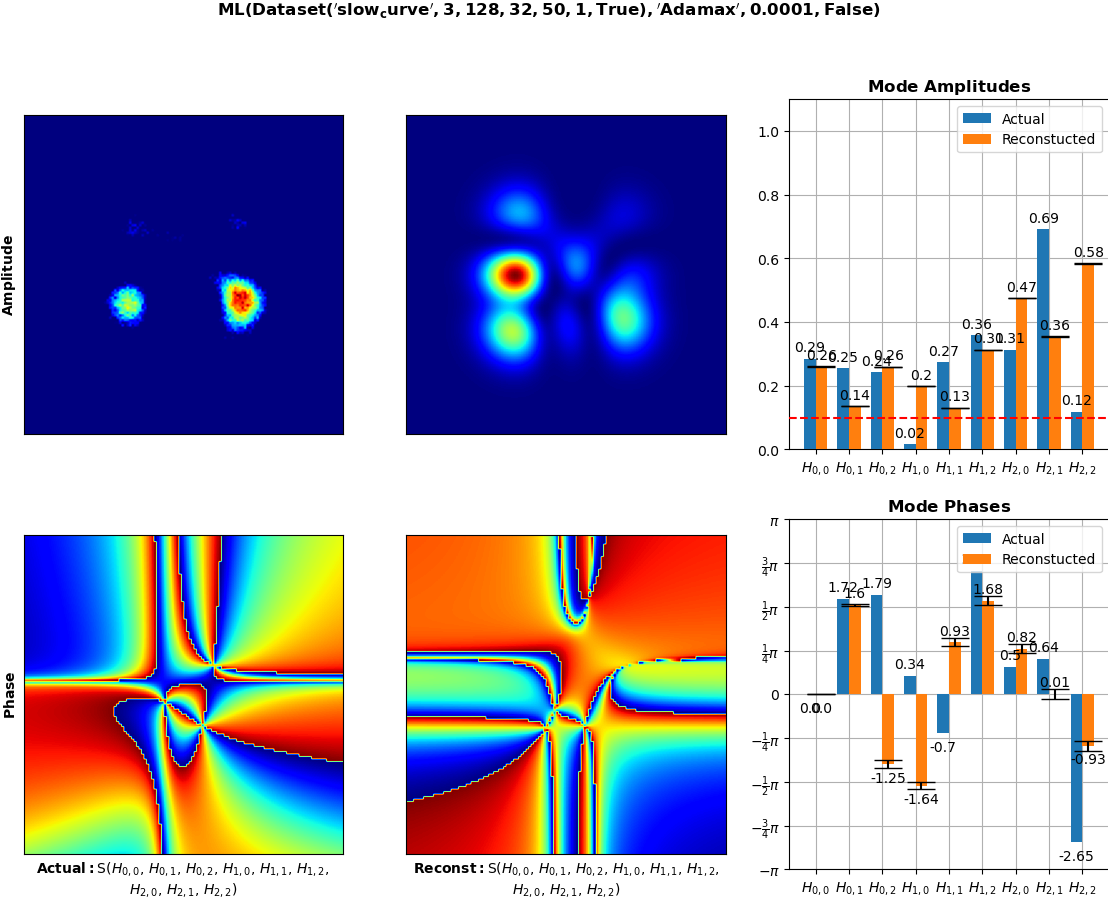 ML(Dataset('slow_curve', 3, 128, 32, 50, 1, True), 'Adamax', 0.0001, False)
Amplitude
Mode Amplitudes
Actual
Reconstucted
1.0
0.8
0.6
0.4
0.2
0.0
0.29
0.26
0.25
0.14
0.24
0.26
0.02
0.2
0.27
0.13
0.36
0.31
0.31
0.47
0.69
0.36
0.12
0.58
H0,0 H0,1 H0,2 H1,0 H1,1 H1,2 H2,0 H2,1 H2,2
Phase
Actual: S(H0,0, H0,1, H0,2, H1,0, H1,1, H1,2,
H2,0, H2,1, H2,2)
Reconst: S(H0,0, H0,1, H0,2, H1,0, H1,1, H1,2,
H2,0, H2,1, H2,2)
Mode Phases
Actual
Reconstucted
π
3/4π
1/2π
1/4π
0
−1/4π
−1/2π
−3/4π
−π
0.0
0.0
1.72
1.6
1.79
-1.25
0.34
-1.64
-0.7
0.93
1.68
0.5
0.82
0.64
0.01
-2.65
-0.93
H0,0 H0,1 H0,2 H1,0 H1,1 H1,2 H2,0 H2,1 H2,2